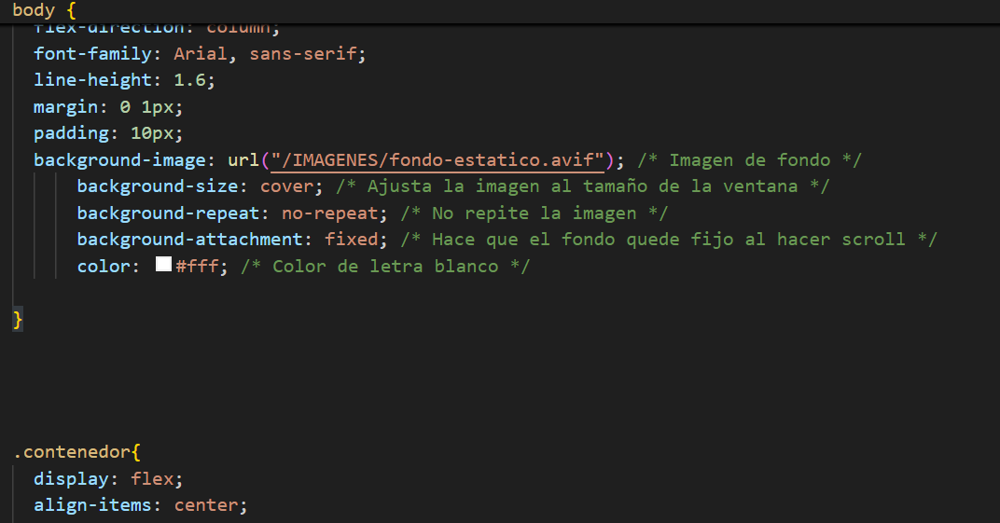 body {
flex-direction: column;
font-family: Arial, sans-serif;
line-height: 1.6;
margin: 0 1px;
padding: 10px;
background-image: url("/IMAGENES/fondo-estatico.avif"); /* Imagen de fondo */
background-size: cover; /* Ajusta la imagen al tamaño de la ventana */
background-repeat: no-repeat; /* No repite la imagen */
background-attachment: fixed; /* Hace que el fondo quede fijo al hacer scroll */
color: #fff; /* Color de letra blanco */
}
.contenedor{
display: flex;
align-items: center;